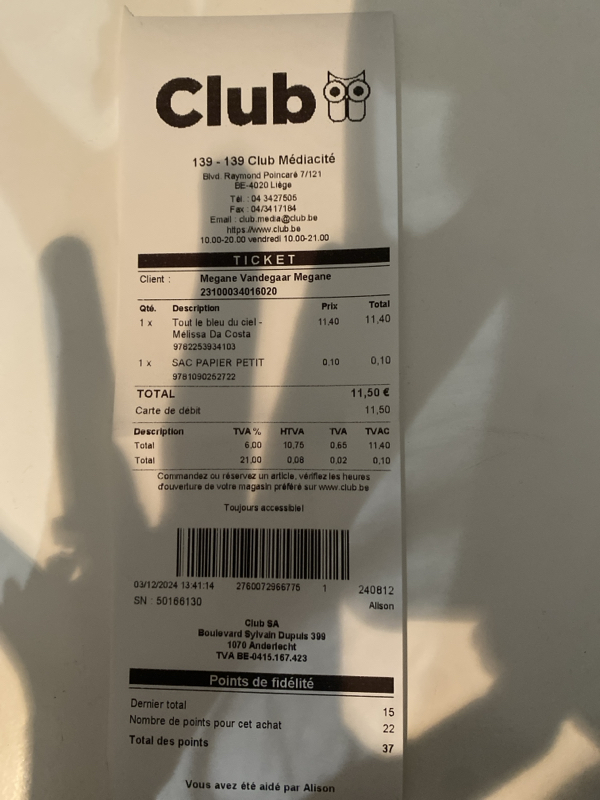 Club
139 - 139 Club Médiacité
Blvd. Raymond Poincaré 7/121
BE-4020 Liège
Tél. : 04 3427505
Fax : 04/3417184
Email : club.media@club.be
https://www.club.be
10.00-20.00 vendredi 10.00-21.00
TICKET
Client : Megane Vandegaar Megane
23100034016020
Qté. Description Prix Total
1 x Tout le bleu du ciel - 11,40 11,40
Mélissa Da Costa
9782253934103
1 x SAC PAPIER PETIT 0,10 0,10
9781090262722
TOTAL 11,50 €
Carte de débit 11,50
Description TVA % HTVA TVA TVAC
Total 6,00 10,75 0,65 11,40
Total 21,00 0,08 0,02 0,10
Commandez ou réservez un article, vérifiez les heures
d'ouverture de votre magasin préféré sur www.club.be
Toujours accessible!
03/12/2024 13:41:14 2760072966775 1 240812
SN : 50166130 Alison
Club SA
Boulevard Sylvain Dupuis 399
1070 Anderlecht
TVA BE-0415.167.423
Points de fidélité
Dernier total 15
Nombre de points pour cet achat 22
Total des points 37
Vous avez été aidé par Alison